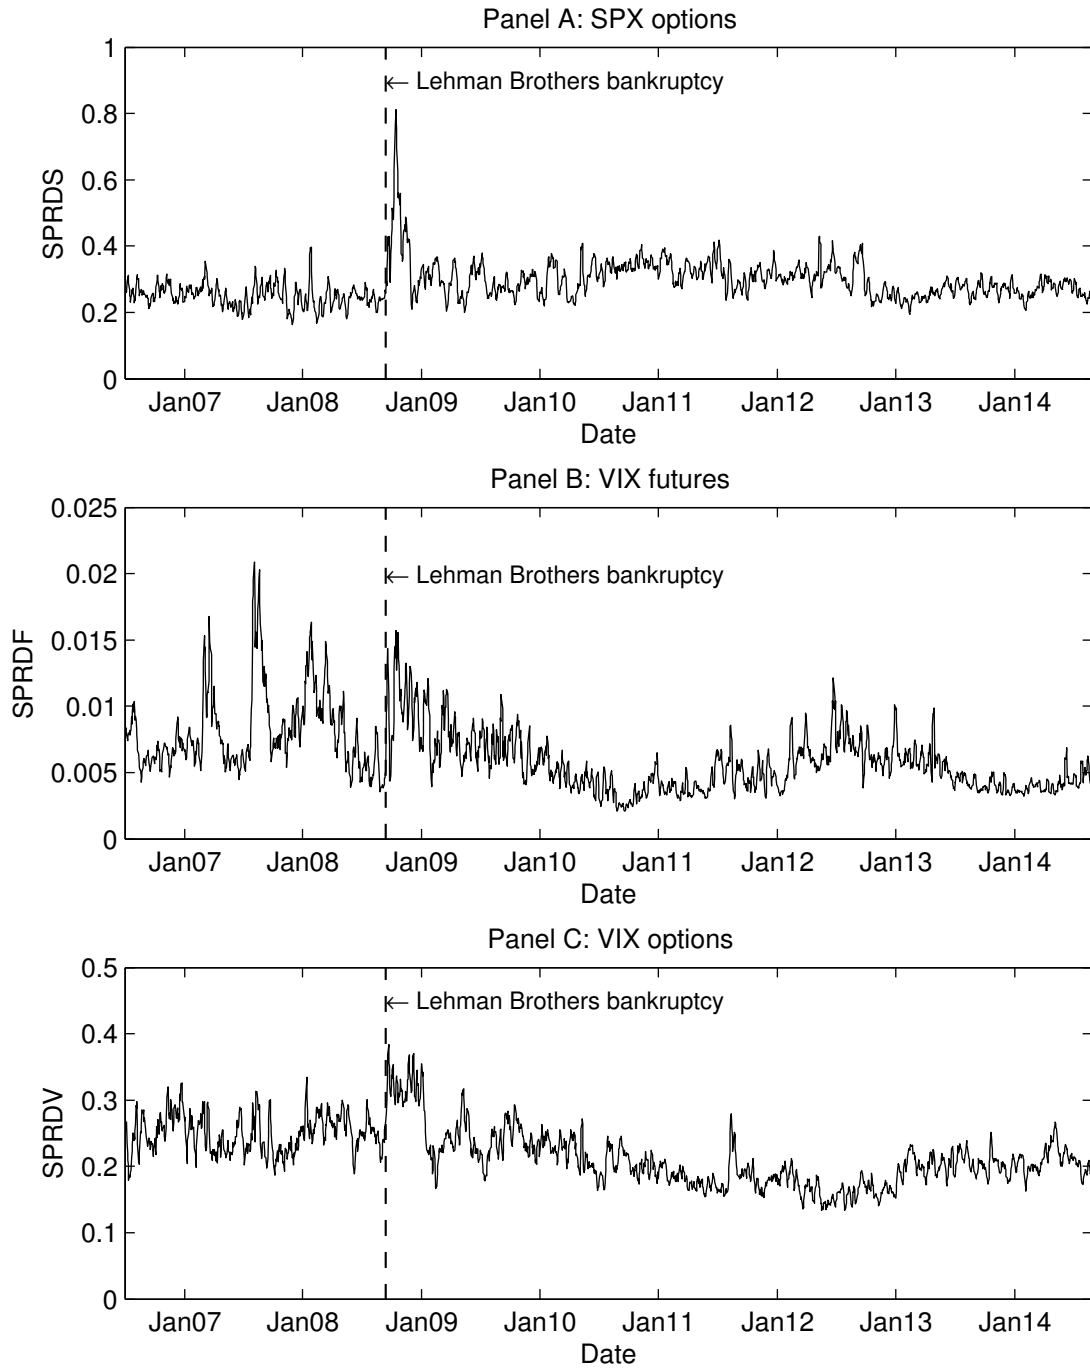 Panel A: SPX options
1
0.8
0.6
0.4
0.2
0
SPRDS
← Lehman Brothers bankruptcy
Jan07 Jan08 Jan09 Jan10 Jan11 Jan12 Jan13 Jan14
Date
Panel B: VIX futures
0.025
0.02
0.015
0.01
0.005
0
SPRDF
← Lehman Brothers bankruptcy
Jan07 Jan08 Jan09 Jan10 Jan11 Jan12 Jan13 Jan14
Date
Panel C: VIX options
0.5
0.4
0.3
0.2
0.1
0
SPRDV
← Lehman Brothers bankruptcy
Jan07 Jan08 Jan09 Jan10 Jan11 Jan12 Jan13 Jan14
Date